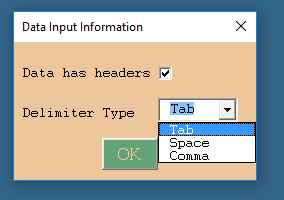 Data Input Information
Data has headers
Delimiter Type Tab
Tab
Space
Comma
OK